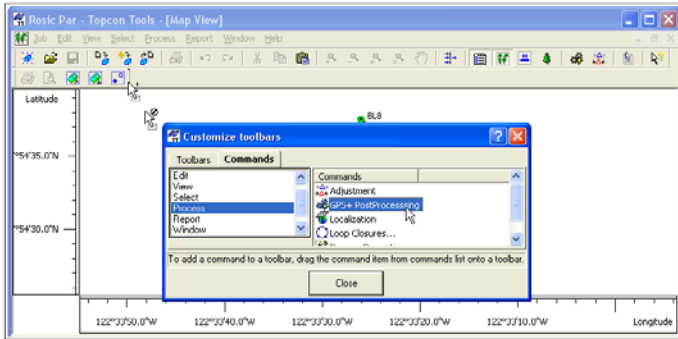 Rosic Par - Topcon Tools - [Map View]
Job Edit View Select Process Report Window Help
Latitude
BL8
Customize toolbars
Toolbars Commands
Edit
View
Select
Process
Report
Window
Commands
Adjustment
GPS+ PostProcessing
Localization
Loop Closures...
°54'35.0"N
°54'30.0"N
To add a command to a toolbar, drag the command item from commands list onto a toolbar.
Close
122°33'50.0"W 122°33'40.0"W 122°33'30.0"W 122°33'20.0"W 122°33'10.0"W Longitude